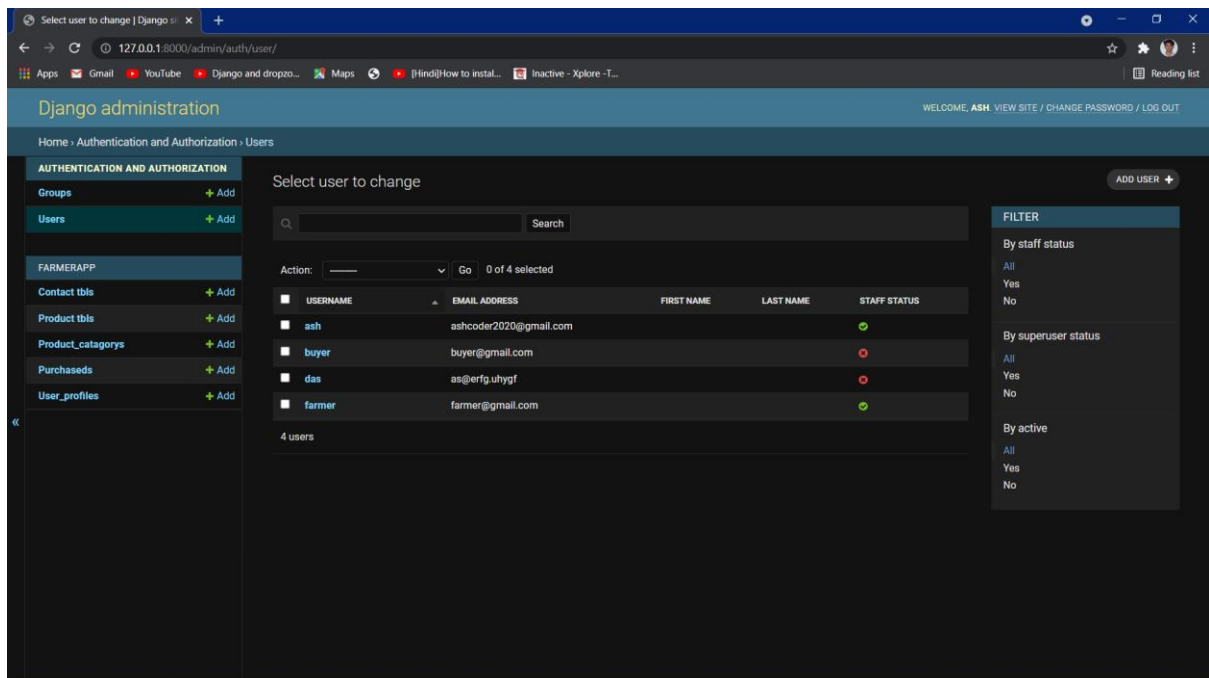 Select user to change | Django si
127.0.0.1:8000/admin/auth/user/
Apps Gmail YouTube Django and dropzo... Maps [Hindi]How to instal... Inactive - Xplore -T... Reading list
Django administration
WELCOME, ASH. VIEW SITE / CHANGE PASSWORD / LOG OUT
Home › Authentication and Authorization › Users
AUTHENTICATION AND AUTHORIZATION
Groups + Add
Users + Add
FARMERAPP
Contact tbls + Add
Product tbls + Add
Product_catagorys + Add
Purchaseds + Add
User_profiles + Add
«
Select user to change
ADD USER +
Search
Action: --------- Go 0 of 4 selected
USERNAME EMAIL ADDRESS FIRST NAME LAST NAME STAFF STATUS
ash ashcoder2020@gmail.com
buyer buyer@gmail.com
das as@erfg.uhygf
farmer farmer@gmail.com
4 users
FILTER
By staff status
All
Yes
No
By superuser status
All
Yes
No
By active
All
Yes
No